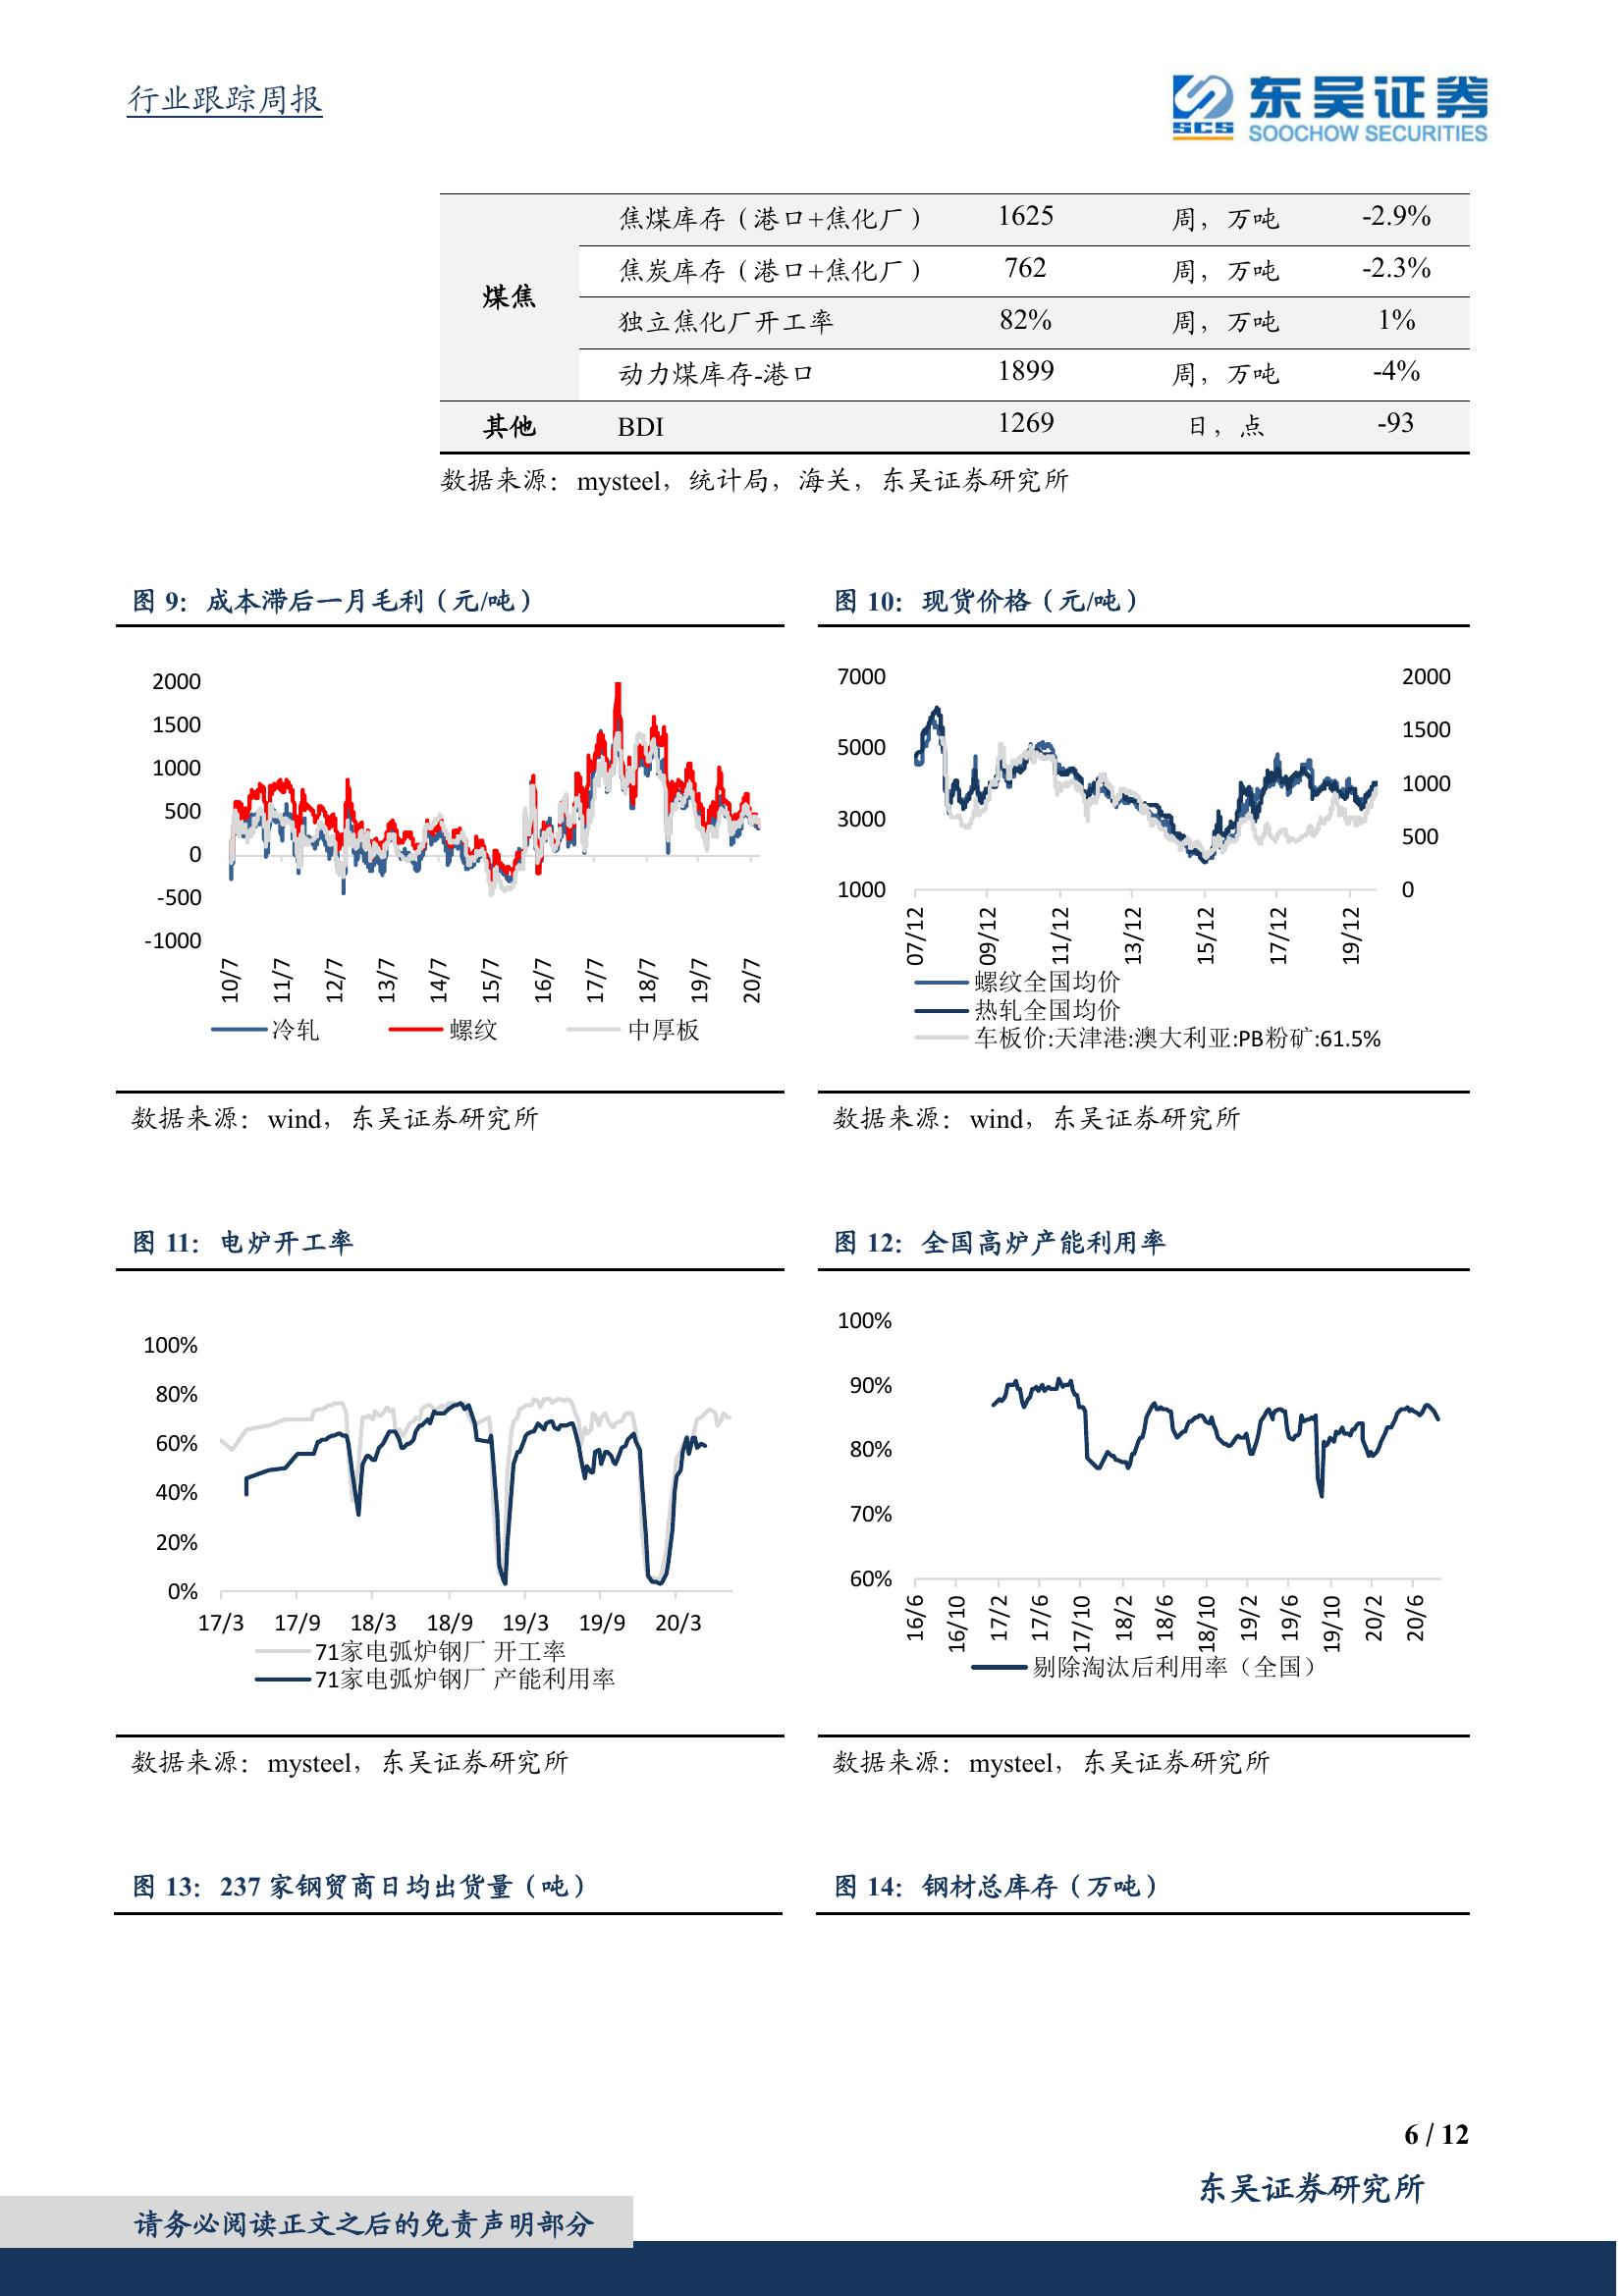 行业跟踪周报
东吴证券
SCS SOOCHOW SECURITIES
煤焦
焦煤库存（港口+焦化厂） 1625 周，万吨 -2.9%
焦炭库存（港口+焦化厂） 762 周，万吨 -2.3%
独立焦化厂开工率 82% 周，万吨 1%
动力煤库存-港口 1899 周，万吨 -4%
其他 BDI 1269 日，点 -93
数据来源：mysteel，统计局，海关，东吴证券研究所
图 9：成本滞后一月毛利（元/吨）
2000
1500
1000
500
0
-500
-1000
10/7 11/7 12/7 13/7 14/7 15/7 16/7 17/7 18/7 19/7 20/7
冷轧 螺纹 中厚板
数据来源：wind，东吴证券研究所
图 10：现货价格（元/吨）
7000
5000
3000
1000
2000
1500
1000
500
0
07/12 09/12 11/12 13/12 15/12 17/12 19/12
螺纹全国均价
热轧全国均价
车板价:天津港:澳大利亚:PB粉矿:61.5%
数据来源：wind，东吴证券研究所
图 11：电炉开工率
100%
80%
60%
40%
20%
0%
17/3 17/9 18/3 18/9 19/3 19/9 20/3
71家电弧炉钢厂 开工率
71家电弧炉钢厂 产能利用率
数据来源：mysteel，东吴证券研究所
图 12：全国高炉产能利用率
100%
90%
80%
70%
60%
16/6 16/10 17/2 17/6 17/10 18/2 18/6 18/10 19/2 19/6 19/10 20/2 20/6
剔除淘汰后利用率（全国）
数据来源：mysteel，东吴证券研究所
图 13：237 家钢贸商日均出货量（吨）
图 14：钢材总库存（万吨）
6 / 12
东吴证券研究所
请务必阅读正文之后的免责声明部分